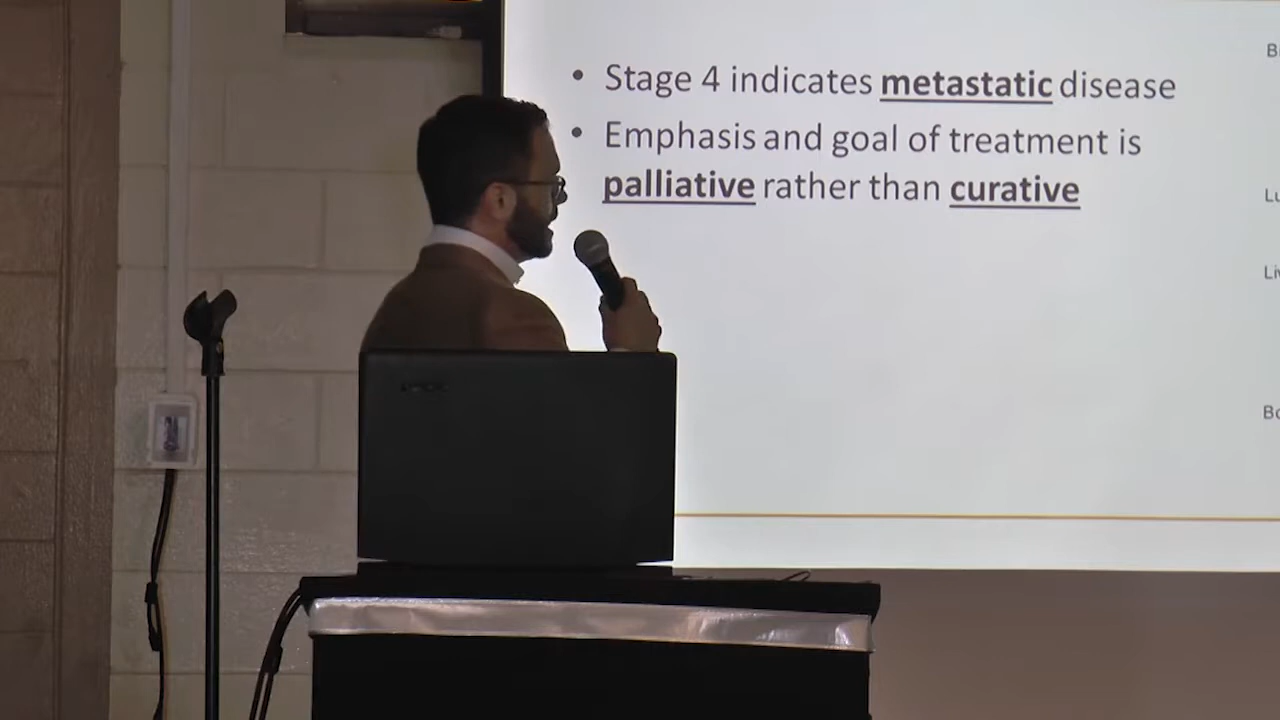 • Stage 4 indicates metastatic disease
• Emphasis and goal of treatment is
palliative rather than curative